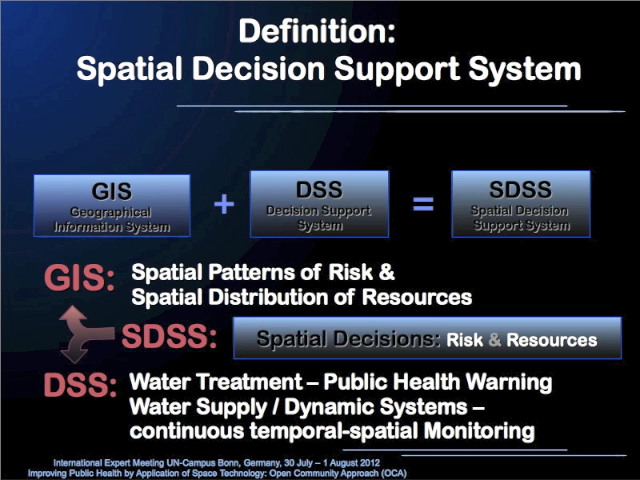 Definition:
Spatial Decision Support System
GIS
Geographical
Information System
+
DSS
Decision Support
System
=
SDSS
Spatial Decision
Support System
GIS: Spatial Patterns of Risk &
Spatial Distribution of Resources
SDSS: Spatial Decisions: Risk & Resources
DSS: Water Treatment – Public Health Warning
Water Supply / Dynamic Systems –
continuous temporal-spatial Monitoring
International Expert Meeting UN-Campus Bonn, Germany, 30 July – 1 August 2012
Improving Public Health by Application of Space Technology: Open Community Approach (OCA)